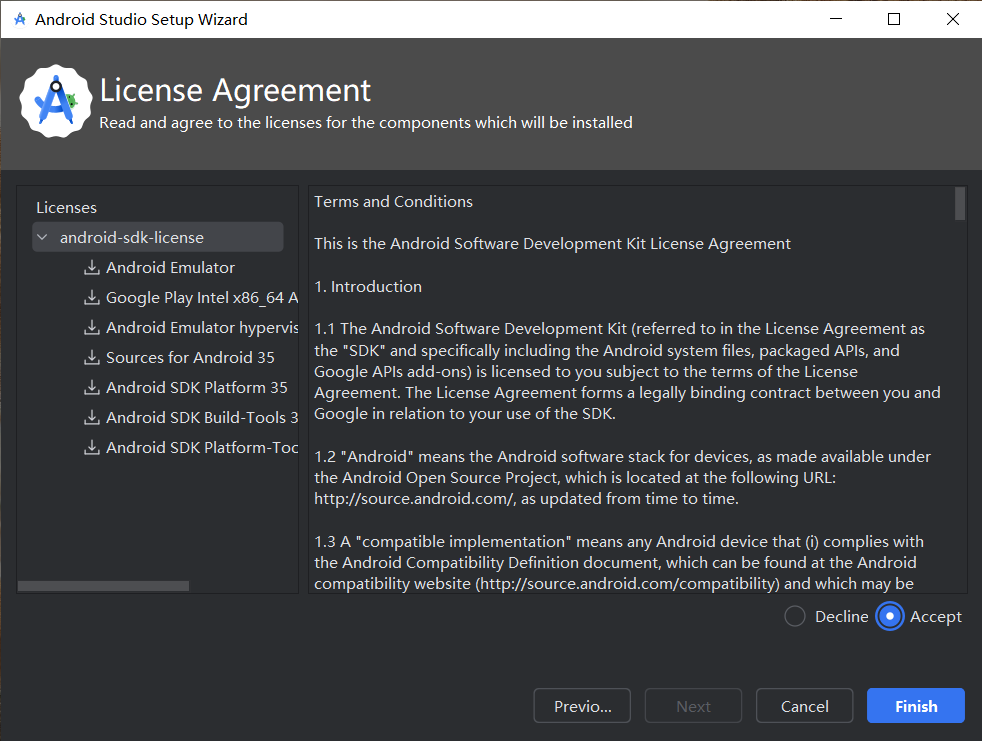 Android Studio Setup Wizard
License Agreement
Read and agree to the licenses for the components which will be installed
Licenses
android-sdk-license
Android Emulator
Google Play Intel x86_64 A
Android Emulator hypervis
Sources for Android 35
Android SDK Platform 35
Android SDK Build-Tools 3
Android SDK Platform-Toc
Terms and Conditions
This is the Android Software Development Kit License Agreement
1. Introduction
1.1 The Android Software Development Kit (referred to in the License Agreement as
the "SDK" and specifically including the Android system files, packaged APIs, and
Google APIs add-ons) is licensed to you subject to the terms of the License
Agreement. The License Agreement forms a legally binding contract between you and
Google in relation to your use of the SDK.
1.2 "Android" means the Android software stack for devices, as made available under
the Android Open Source Project, which is located at the following URL:
http://source.android.com/, as updated from time to time.
1.3 A "compatible implementation" means any Android device that (i) complies with
the Android Compatibility Definition document, which can be found at the Android
compatibility website (http://source.android.com/compatibility) and which may be
Decline
Accept
Previo...
Next
Cancel
Finish